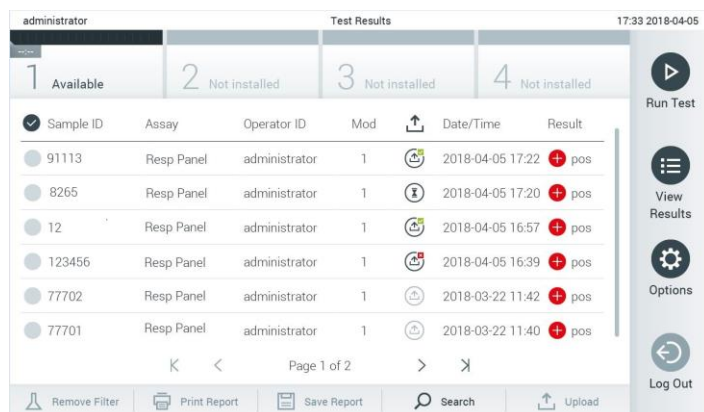 administrator Test Results 17:33 2018-04-05
--:--
1 Available 2 Not installed 3 Not installed 4 Not installed
Run Test
Sample ID Assay Operator ID Mod Date/Time Result
91113 Resp Panel administrator 1 2018-04-05 17:22 pos
8265 Resp Panel administrator 1 2018-04-05 17:20 pos
12 Resp Panel administrator 1 2018-04-05 16:57 pos
123456 Resp Panel administrator 1 2018-04-05 16:39 pos
77702 Resp Panel administrator 1 2018-03-22 11:42 pos
77701 Resp Panel administrator 1 2018-03-22 11:40 pos
View
Results
Options
Page 1 of 2
Log Out
Remove Filter Print Report Save Report Search Upload